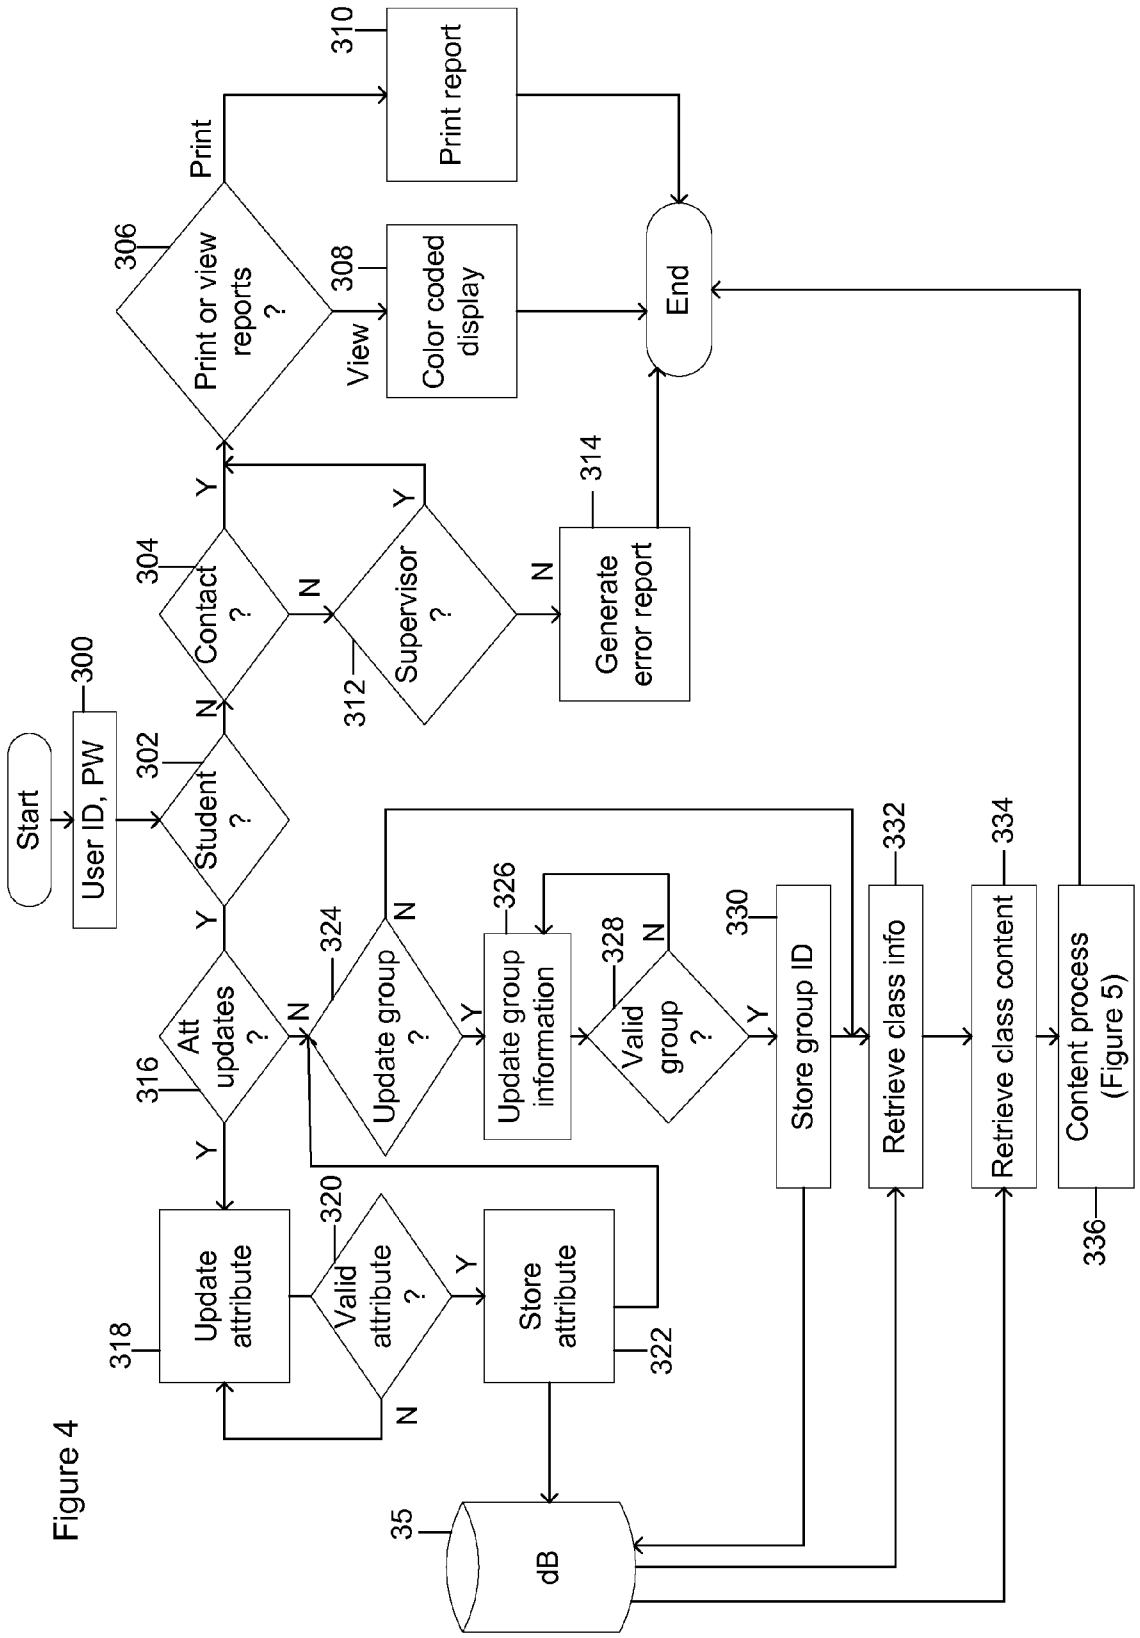 Figure 4
Start
300
User ID, PW
302
Student
?
Y
N
304
Contact
?
Y
N
306
Print or view
reports
?
Print
View
308
Color coded
display
310
Print report
312
Supervisor
?
Y
N
314
Generate
error report
End
316
Att
updates
?
Y
N
318
Update
attribute
320
Valid
attribute
?
N
Y
322
Store
attribute
35
dB
324
Update group
?
N
Y
326
Update group
information
328
Valid
group
?
N
Y
330
Store group ID
332
Retrieve class info
334
Retrieve class content
336
Content process
(Figure 5)